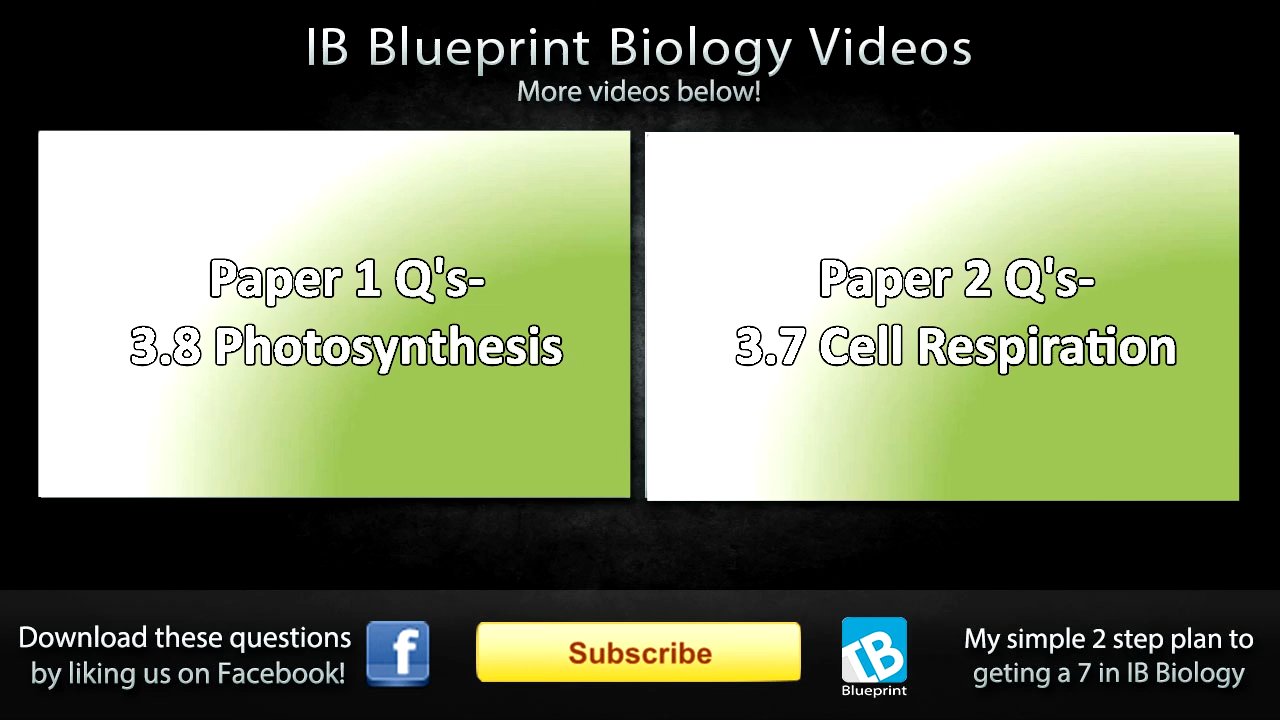 IB Blueprint Biology Videos
More videos below!
Paper 1 Q's-
3.8 Photosynthesis
Paper 2 Q's-
3.7 Cell Respiration
Download these questions
by liking us on Facebook!
f
Subscribe
IB
Blueprint
My simple 2 step plan to
geting a 7 in IB Biology